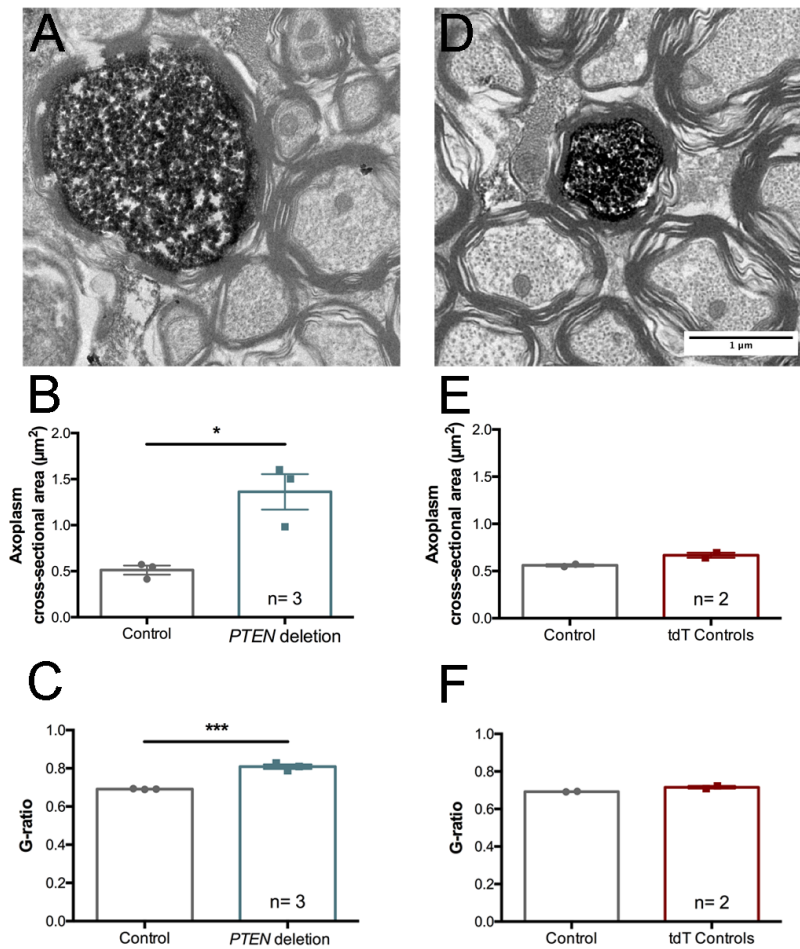 A
D
1 µm
B
Axoplasm
cross-sectional area (µm2)
2.0
1.5
1.0
0.5
0.0
*
n= 3
Control
PTEN deletion
E
Axoplasm
cross-sectional area (µm2)
2.0
1.5
1.0
0.5
0.0
n= 2
Control
tdT Controls
C
G-ratio
1.0
0.8
0.6
0.4
0.2
0.0
***
n= 3
Control
PTEN deletion
F
G-ratio
1.0
0.8
0.6
0.4
0.2
0.0
n= 2
Control
tdT Controls